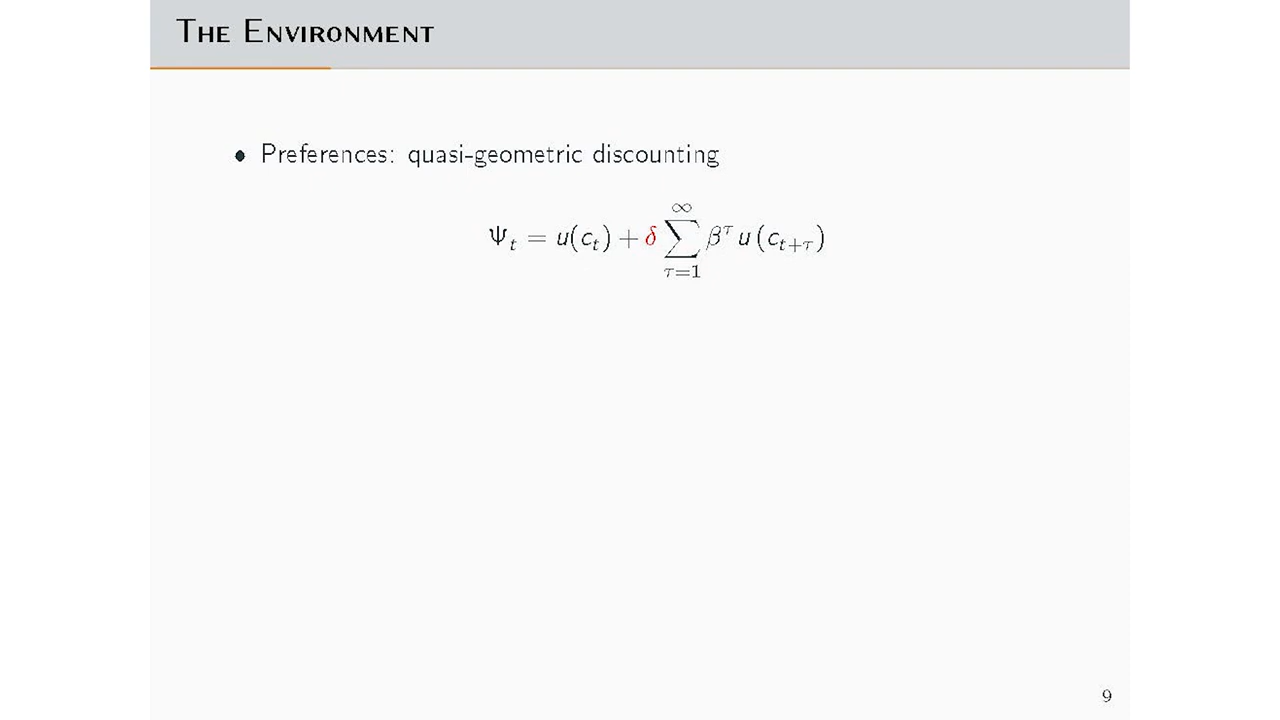 The Environment
• Preferences: quasi-geometric discounting
Ψ_t = u(c_t) + δ ∑_{τ=1}^{∞} β^τ u(c_{t+τ})
9